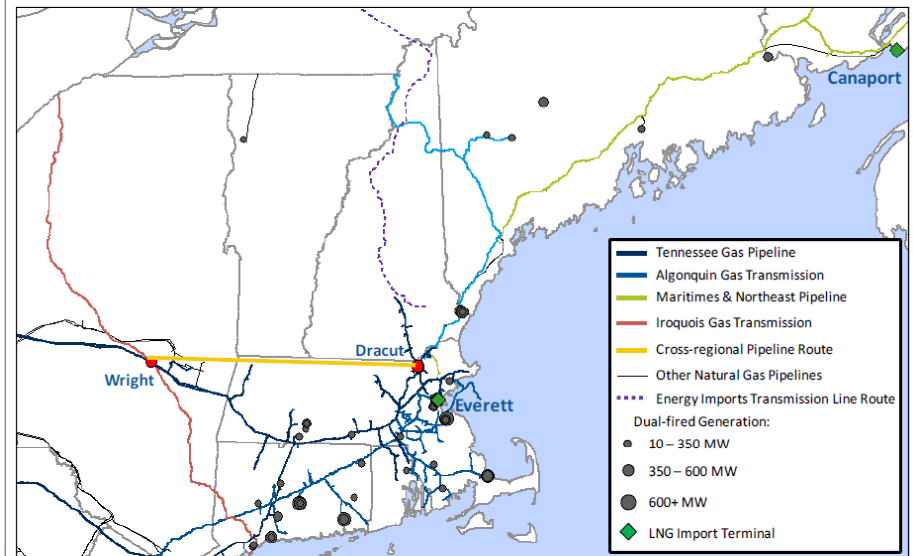 Canaport
Tennessee Gas Pipeline
Algonquin Gas Transmission
Maritimes & Northeast Pipeline
Iroquois Gas Transmission
Cross-regional Pipeline Route
Other Natural Gas Pipelines
Energy Imports Transmission Line Route
Dual-fired Generation:
10 – 350 MW
350 – 600 MW
600+ MW
LNG Import Terminal
Dracut
Wright
Everett